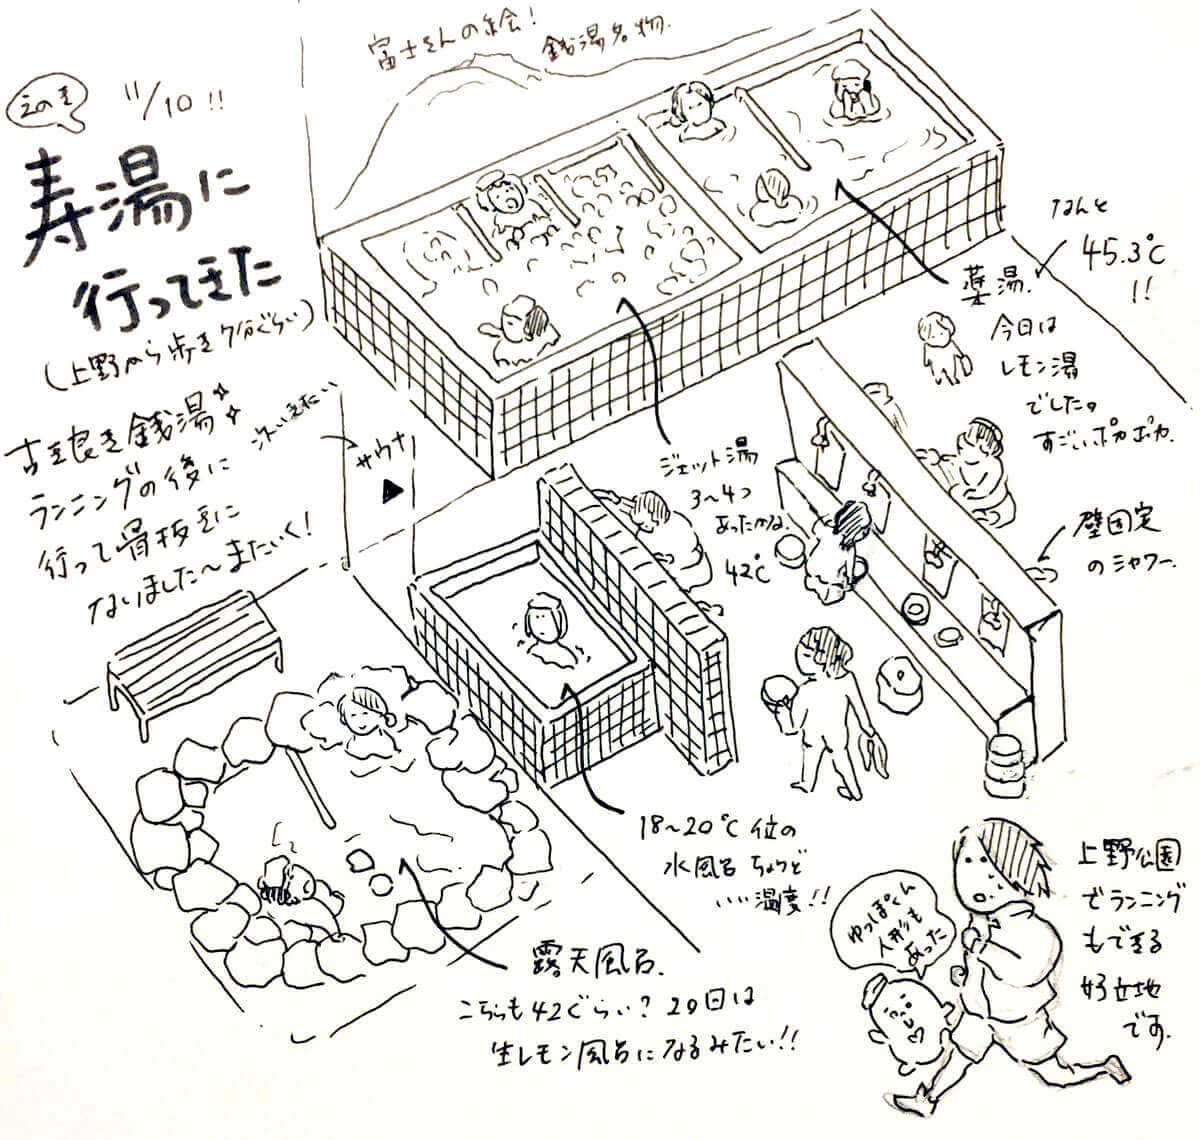 えのき
11/10!!
寿湯に
行ってきた
(上野から歩き7分ぐらい)
古き良き銭湯
ランニングの後に
行って骨抜きに
なりました〜またいく!
富士さんの絵!
銭湯名物.
次いきたい
サウナ
薬湯.
なんと
45.3℃
!!
今日は
レモン湯
でした。
すごいポカポカ.
ジェット湯
3〜4つ
あったかな.
42℃
壁固定
のシャワー.
18〜20℃位の
水風呂ちょうど
いい温度!!
露天風呂.
こちらも42ぐらい?29日は
生レモン風呂になるみたい!!
ゆっぽくん
人形も
あった
上野公園
でランニング
もできる
好立地
です.